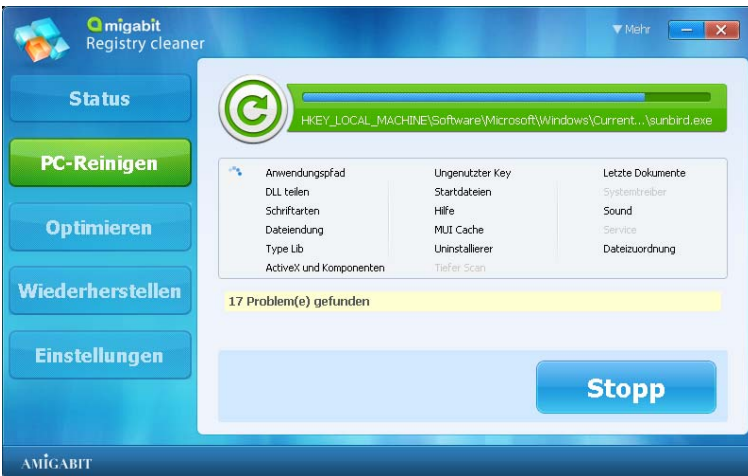 amigabit
Registry cleaner
Mehr
Status
PC-Reinigen
Optimieren
Wiederherstellen
Einstellungen
HKEY_LOCAL_MACHINE\Software\Microsoft\Windows\Current...\sunbird.exe
Anwendungspfad
DLL teilen
Schriftarten
Dateiendung
Type Lib
ActiveX und Komponenten
Ungenutzter Key
Startdateien
Hilfe
MUI Cache
Uninstallierer
Tiefer Scan
Letzte Dokumente
Systemtreiber
Sound
Service
Dateizuordnung
17 Problem(e) gefunden
Stopp
AMIGABIT